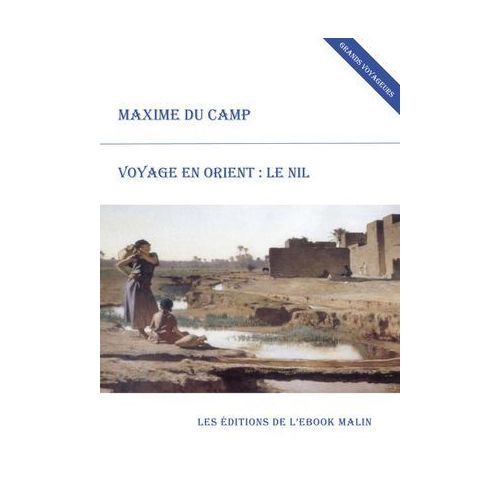 GRANDS VOYAGEURS
MAXIME DU CAMP
VOYAGE EN ORIENT : LE NIL
LES ÉDITIONS DE L'EBOOK MALIN